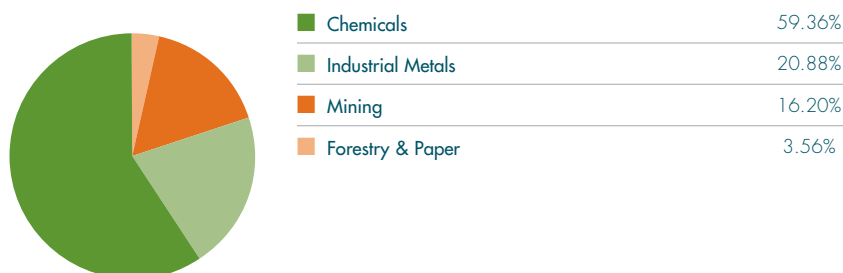 Chemicals 59.36%
Industrial Metals 20.88%
Mining 16.20%
Forestry & Paper 3.56%